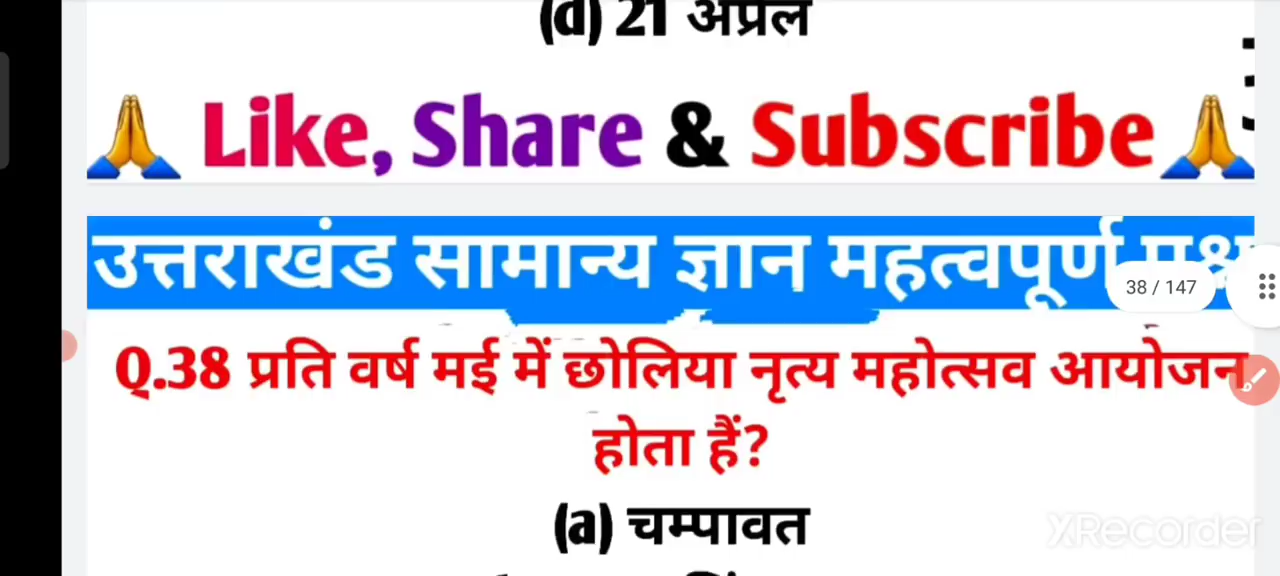 (d) 21 अप्रैल
Like, Share & Subscribe
उत्तराखंड सामान्य ज्ञान महत्वपूर्ण
38 / 147
Q.38 प्रति वर्ष मई में छोलिया नृत्य महोत्सव आयोजन
होता हैं?
(a) चम्पावत
XRecorder